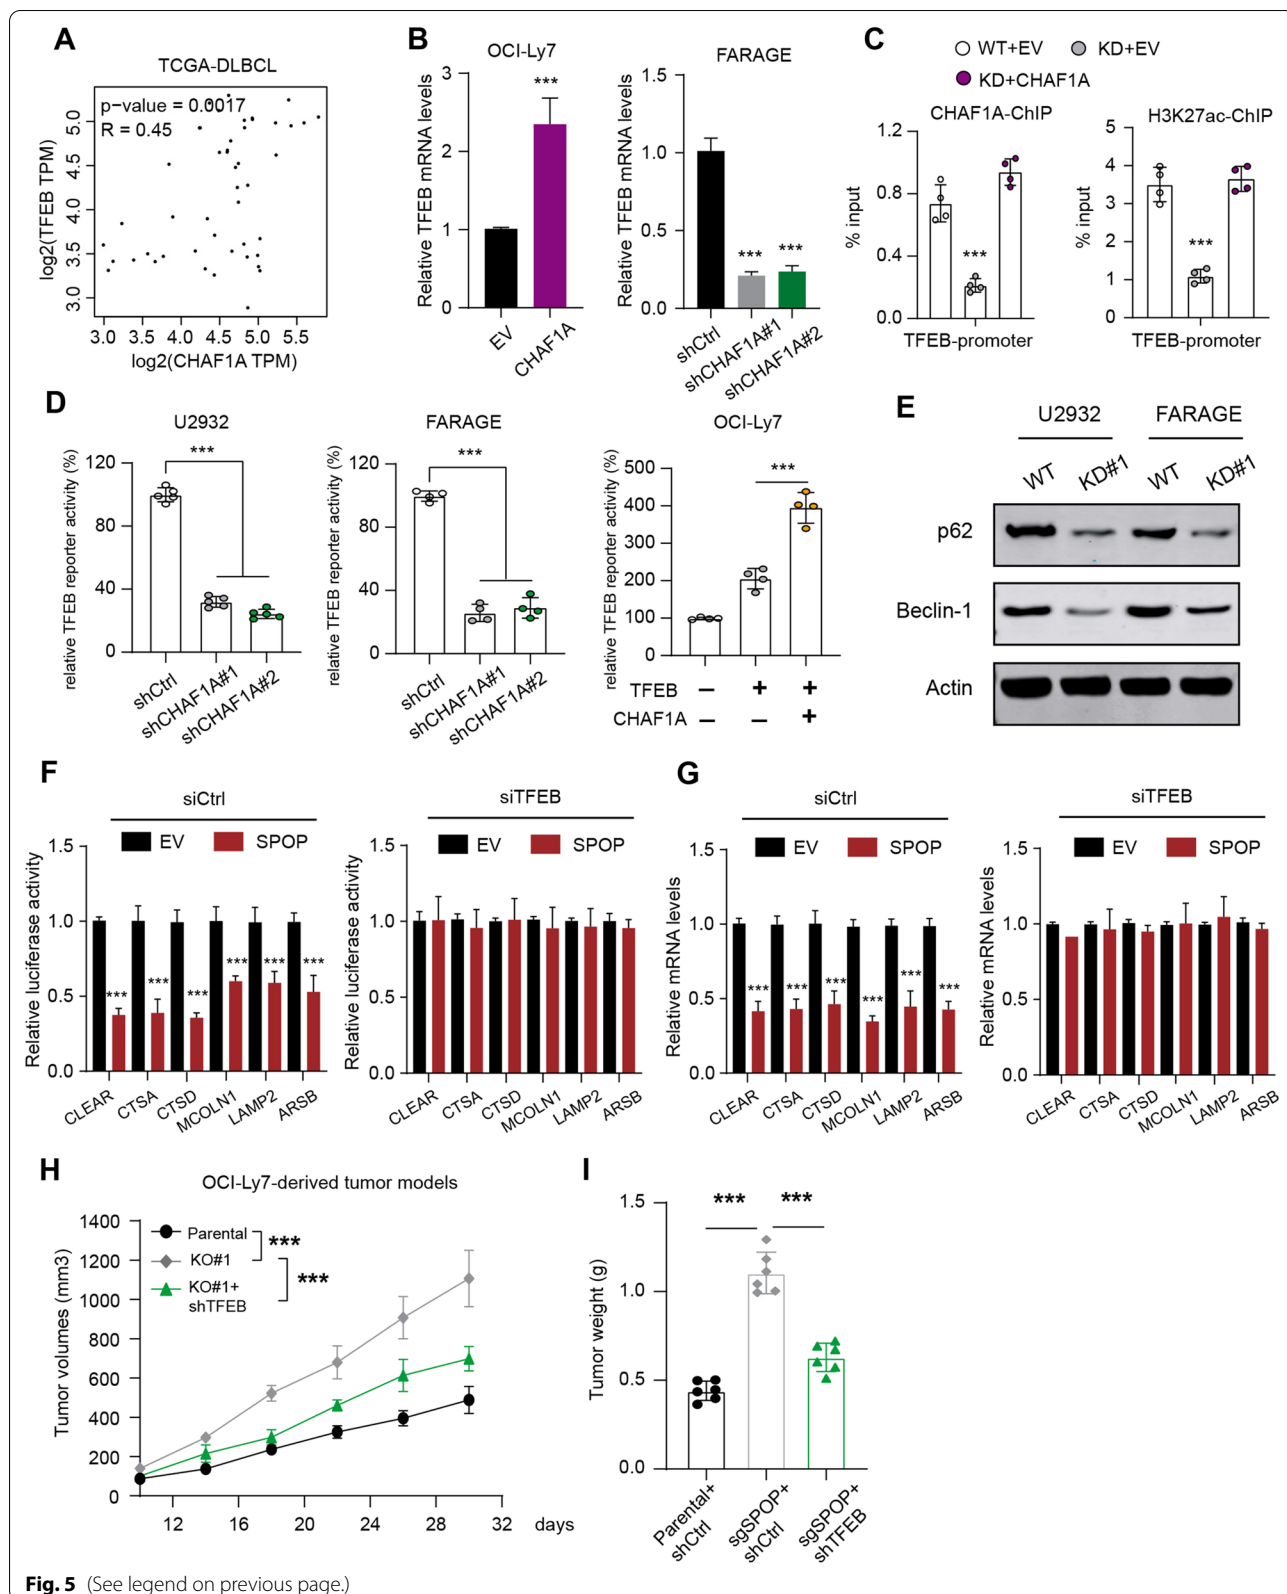 A
TCGA-DLBCL
p−value = 0.0017
R = 0.45
log2(TFEB TPM)
5.0
4.5
4.0
3.5
3.0
3.0 3.5 4.0 4.5 5.0 5.5
log2(CHAF1A TPM)
B
OCI-Ly7
Relative TFEB mRNA levels
3
2
1
0
***
EV
CHAF1A
FARAGE
Relative TFEB mRNA levels
1.5
1.0
0.5
0.0
*** ***
shCtrl
shCHAF1A#1
shCHAF1A#2
C
WT+EV KD+EV
KD+CHAF1A
CHAF1A-ChIP
% input
1.2
0.8
0.4
0.0
***
TFEB-promoter
H3K27ac-ChIP
% input
5
4
3
2
1
0
***
TFEB-promoter
D
U2932
relative TFEB reporter activity (%)
120
80
40
0
***
shCtrl
shCHAF1A#1
shCHAF1A#2
FARAGE
relative TFEB reporter activity (%)
120
80
40
0
***
shCtrl
shCHAF1A#1
shCHAF1A#2
OCI-Ly7
relative TFEB reporter activity (%)
500
400
300
200
100
0
***
TFEB − + +
CHAF1A − − +
E
U2932 FARAGE
WT KD#1 WT KD#1
p62
Beclin-1
Actin
F
siCtrl
EV SPOP
Relative luciferase activity
1.5
1.0
0.5
0.0
*** *** *** *** *** ***
CLEAR CTSA CTSD MCOLN1 LAMP2 ARSB
siTFEB
EV SPOP
Relative luciferase activity
1.5
1.0
0.5
0.0
CLEAR CTSA CTSD MCOLN1 LAMP2 ARSB
G
siCtrl
EV SPOP
Relative mRNA levels
1.5
1.0
0.5
0.0
*** *** *** *** *** ***
CLEAR CTSA CTSD MCOLN1 LAMP2 ARSB
siTFEB
EV SPOP
Relative mRNA levels
1.5
1.0
0.5
0.0
CLEAR CTSA CTSD MCOLN1 LAMP2 ARSB
H
OCI-Ly7-derived tumor models
Tumor volumes (mm3)
1400
1200
1000
800
600
400
200
0
Parental
KO#1
KO#1+
shTFEB
***
***
12 16 20 24 28 32 days
I
Tumor weight (g)
1.5
1.0
0.5
0.0
*** ***
Parental+
shCtrl
sgSPOP+
shCtrl
sgSPOP+
shTFEB
Fig. 5 (See legend on previous page.)